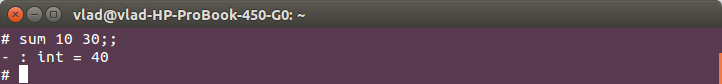 vlad@vlad-HP-ProBook-450-G0: ~
# sum 10 30;;
- : int = 40
#